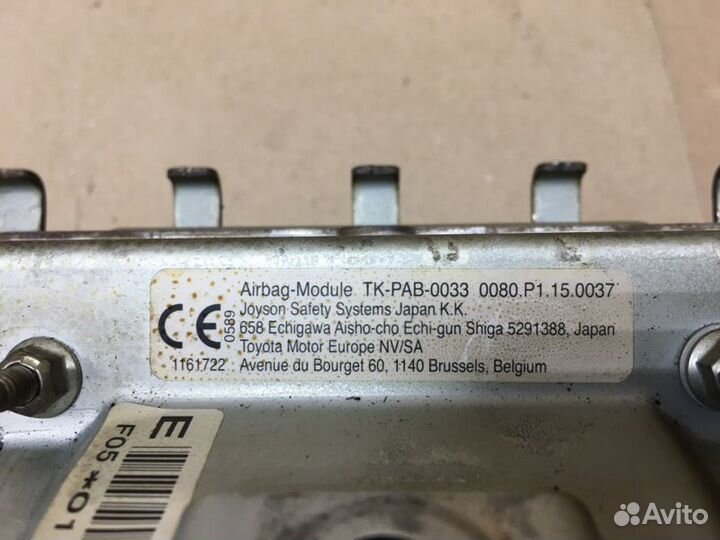 Airbag-Module TK-PAB-0033 0080.P1.15.0037
Joyson Safety Systems Japan K.K.
658 Echigawa Aisho-cho Echi-gun Shiga 5291388, Japan
Toyota Motor Europe NV/SA
Avenue du Bourget 60, 1140 Brussels, Belgium
CE
0589
1161722
E
F05*01
Avito